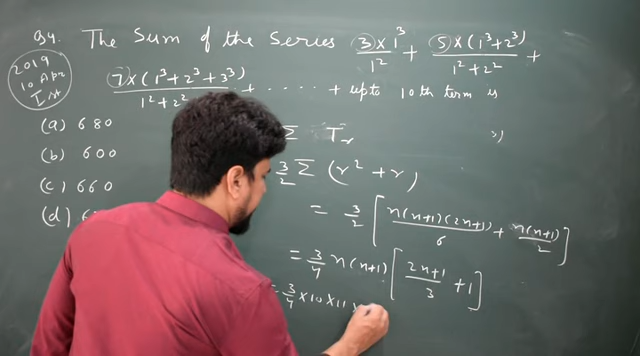 Q4. The Sum of the Series 3×1³/1² + 5×(1³+2³)/1²+2² +
2019
10 Apr
Ist
7×(1³+2³+3³)/1²+2² + ..... + upto 10th term is
(a) 680
(b) 600
(c) 660
(d) 6
Σ Tr
3/2 Σ (r² + r)
= 3/2 [n(n+1)(2n+1)/6 + n(n+1)/2]
= 3/4 n(n+1) [2n+1/3 + 1]
= 3/4 × 10 × 11 ×